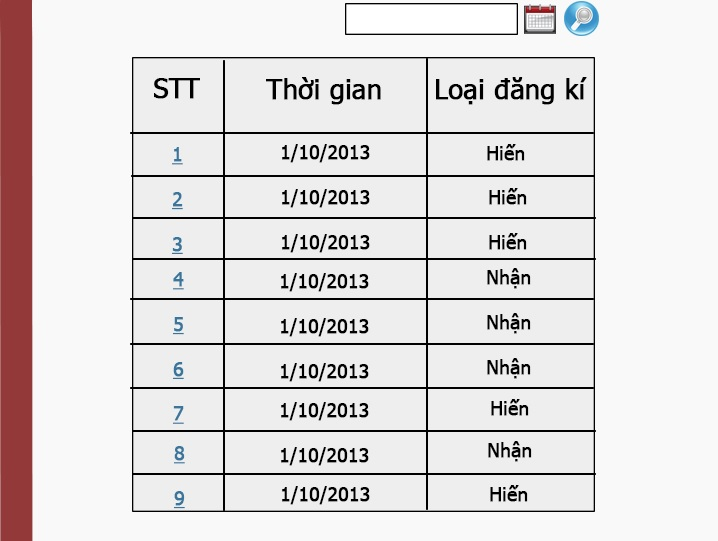 STT Thời gian Loại đăng kí
1 1/10/2013 Hiến
2 1/10/2013 Hiến
3 1/10/2013 Hiến
4 1/10/2013 Nhận
5 1/10/2013 Nhận
6 1/10/2013 Nhận
7 1/10/2013 Hiến
8 1/10/2013 Nhận
9 1/10/2013 Hiến